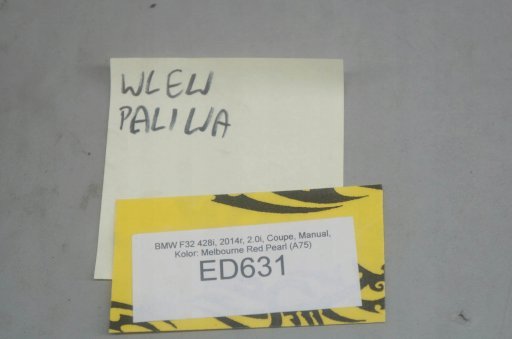 WLEW
PALIWA
BMW F32 428i, 2014r, 2.0i, Coupe, Manual,
Kolor: Melbourne Red Pearl (A75)
ED631